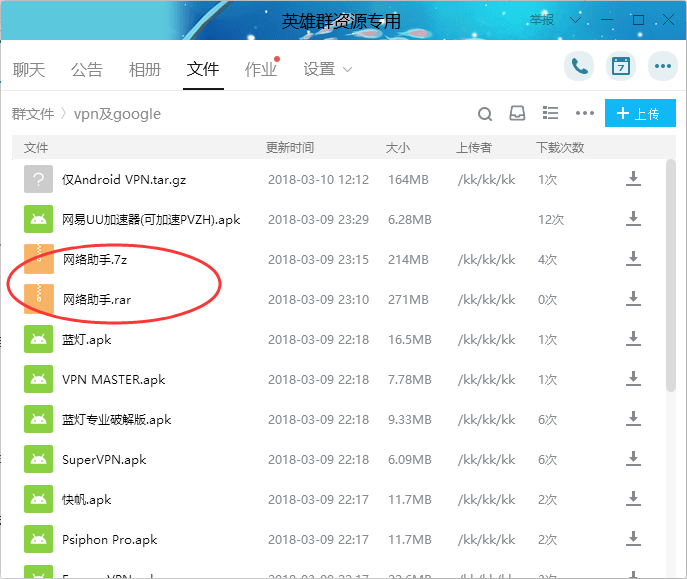 英雄群资源专用
举报
聊天 公告 相册 文件 作业 设置
7
群文件 〉 vpn及google
上传
文件 更新时间 大小 上传者 下载次数
仅Android VPN.tar.gz 2018-03-10 12:12 164MB /kk/kk/kk 1次
网易UU加速器(可加速PVZH).apk 2018-03-09 23:29 6.28MB 12次
网络助手.7z 2018-03-09 23:15 214MB /kk/kk/kk 4次
网络助手.rar 2018-03-09 23:10 271MB /kk/kk/kk 0次
蓝灯.apk 2018-03-09 22:18 16.5MB /kk/kk/kk 1次
VPN MASTER.apk 2018-03-09 22:18 7.78MB /kk/kk/kk 1次
蓝灯专业破解版.apk 2018-03-09 22:18 9.33MB /kk/kk/kk 6次
SuperVPN.apk 2018-03-09 22:18 6.09MB /kk/kk/kk 6次
快帆.apk 2018-03-09 22:17 11.7MB /kk/kk/kk 2次
Psiphon Pro.apk 2018-03-09 22:17 11.7MB /kk/kk/kk 2次